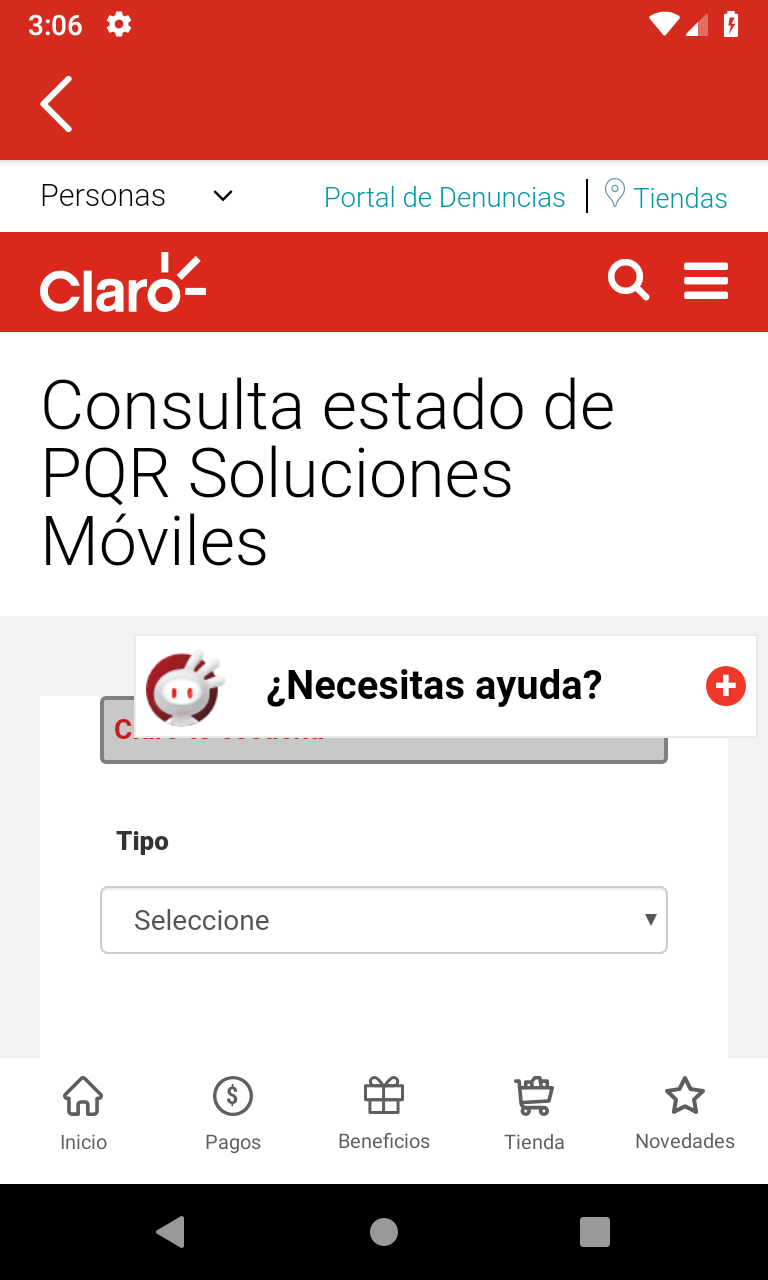 3:06
Personas
Portal de Denuncias
Tiendas
Claro
Consulta estado de
PQR Soluciones
Móviles
¿Necesitas ayuda?
Tipo
Seleccione
Inicio
Pagos
Beneficios
Tienda
Novedades